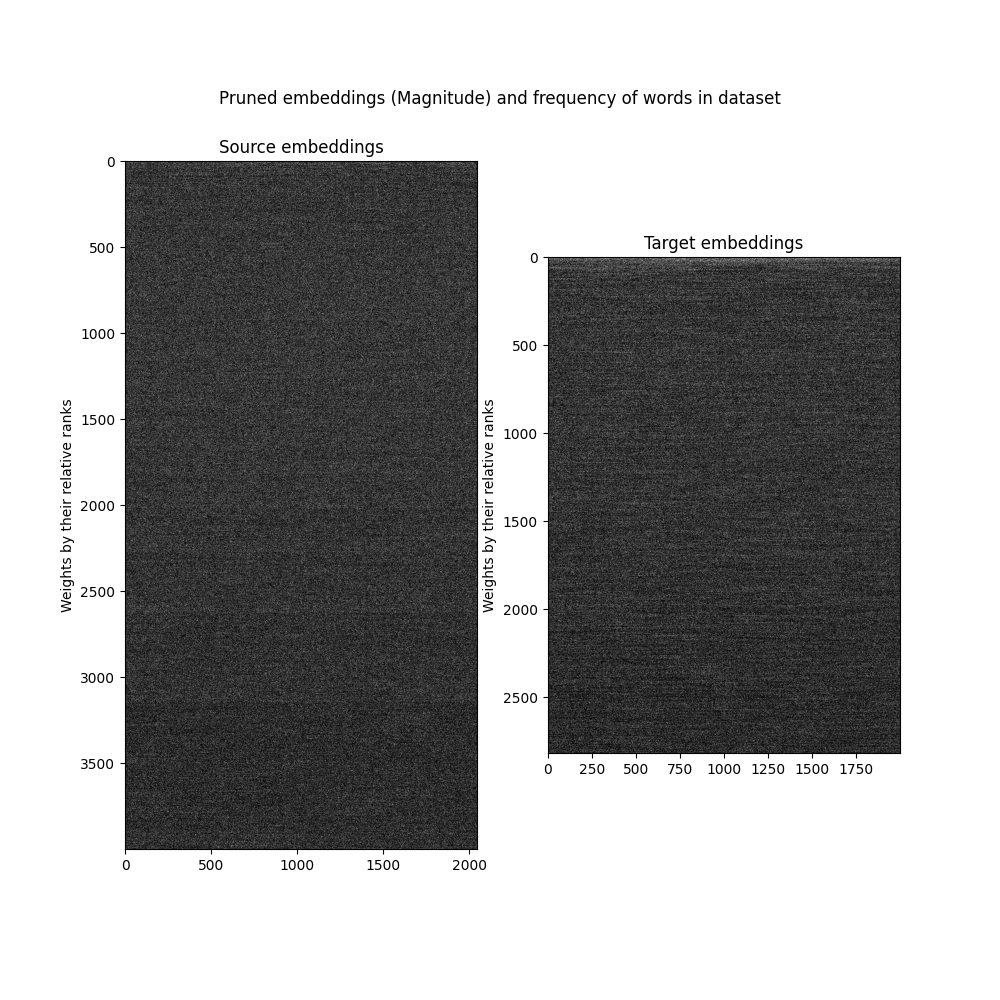 Pruned embeddings (Magnitude) and frequency of words in dataset
Source embeddings
Weights by their relative ranks
0
500
1000
1500
2000
2500
3000
3500
0 500 1000 1500 2000
Target embeddings
Weights by their relative ranks
0
500
1000
1500
2000
2500
0 250 500 750 1000 1250 1500 1750